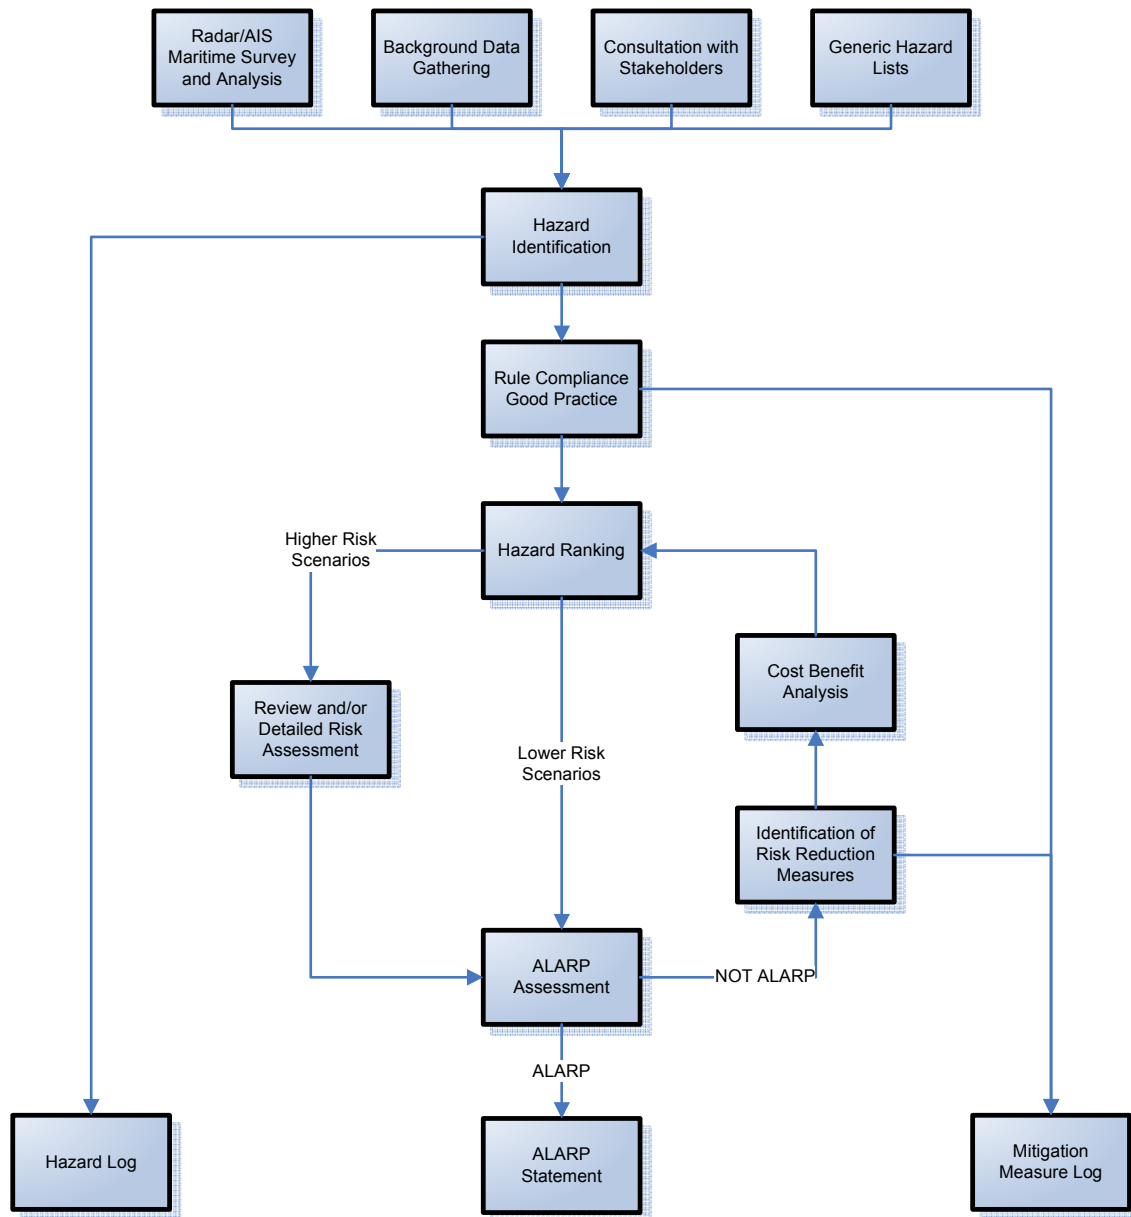 Radar/AIS
Maritime Survey
and Analysis
Background Data
Gathering
Consultation with
Stakeholders
Generic Hazard
Lists
Hazard
Identification
Rule Compliance
Good Practice
Higher Risk
Scenarios
Hazard Ranking
Cost Benefit
Analysis
Review and/or
Detailed Risk
Assessment
Lower Risk
Scenarios
Identification of
Risk Reduction
Measures
ALARP
Assessment
NOT ALARP
ALARP
Hazard Log
ALARP
Statement
Mitigation
Measure Log